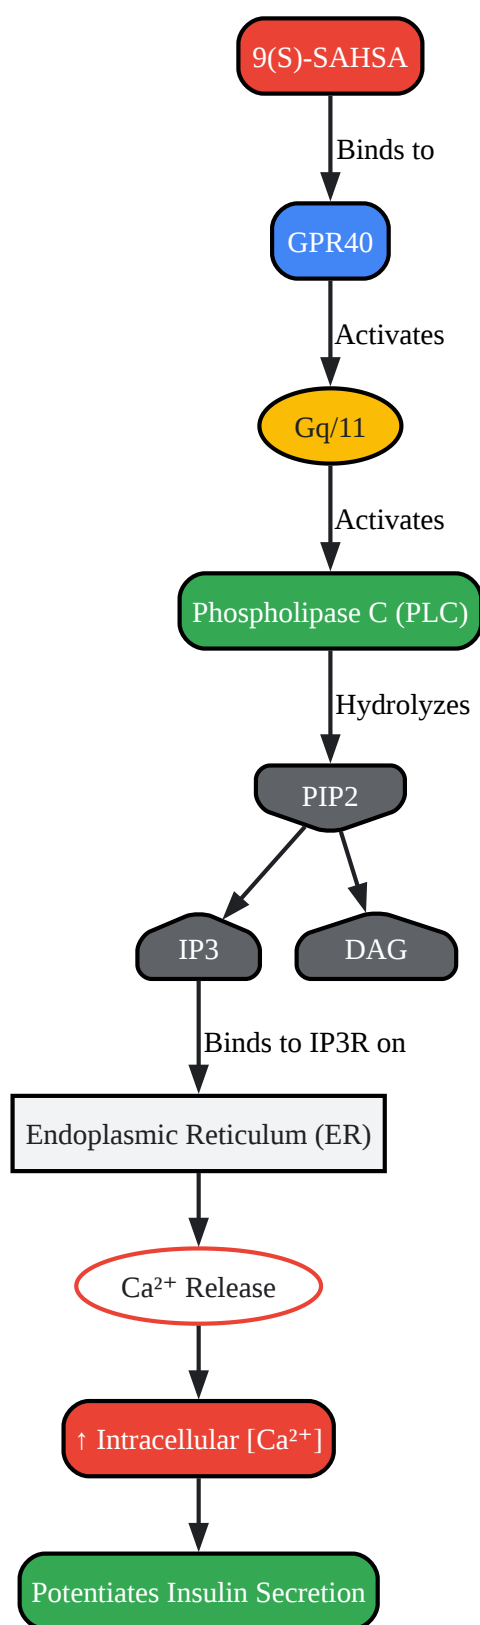 9(S)-SAHSA
Binds to
GPR40
Activates
Gq/11
Activates
Phospholipase C (PLC)
Hydrolyzes
PIP2
IP3
DAG
Binds to IP3R on
Endoplasmic Reticulum (ER)
Ca²⁺ Release
↑ Intracellular [Ca²⁺]
Potentiates Insulin Secretion